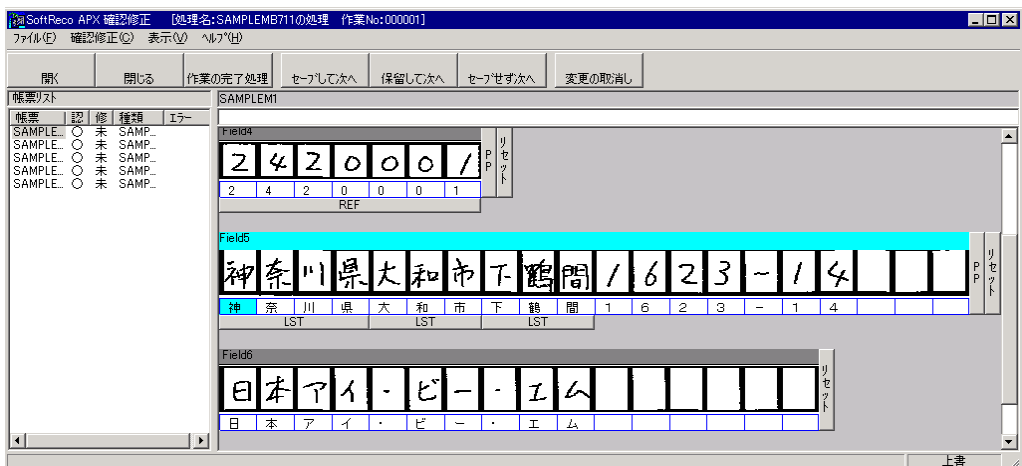 SoftReco APX 確認修正 [処理名:SAMPLEMB711の処理 作業No:000001]
ファイル(F) 確認修正(C) 表示(V) ヘルプ(H)
開く 閉じる 作業の完了処理 セーブして次へ 保留して次へ セーブせず次へ 変更の取消し
帳票リスト
SAMPLEM1
帳票 認 修 種類 エラー
SAMPLE... ○ 未 SAMP...
SAMPLE... ○ 未 SAMP...
SAMPLE... ○ 未 SAMP...
SAMPLE... ○ 未 SAMP...
SAMPLE... ○ 未 SAMP...
Field4
2420001
PP リセット
2 4 2 0 0 0 1
REF
Field5
神奈川県大和市下鶴間1623-14
PP リセット
神 奈 川 県 大 和 市 下 鶴 間 1 6 2 3 - 1 4
LST LST LST
Field6
日本アイ・ビー・エム
リセット
日 本 ア イ ・ ビ ー ・ エ ム
上書